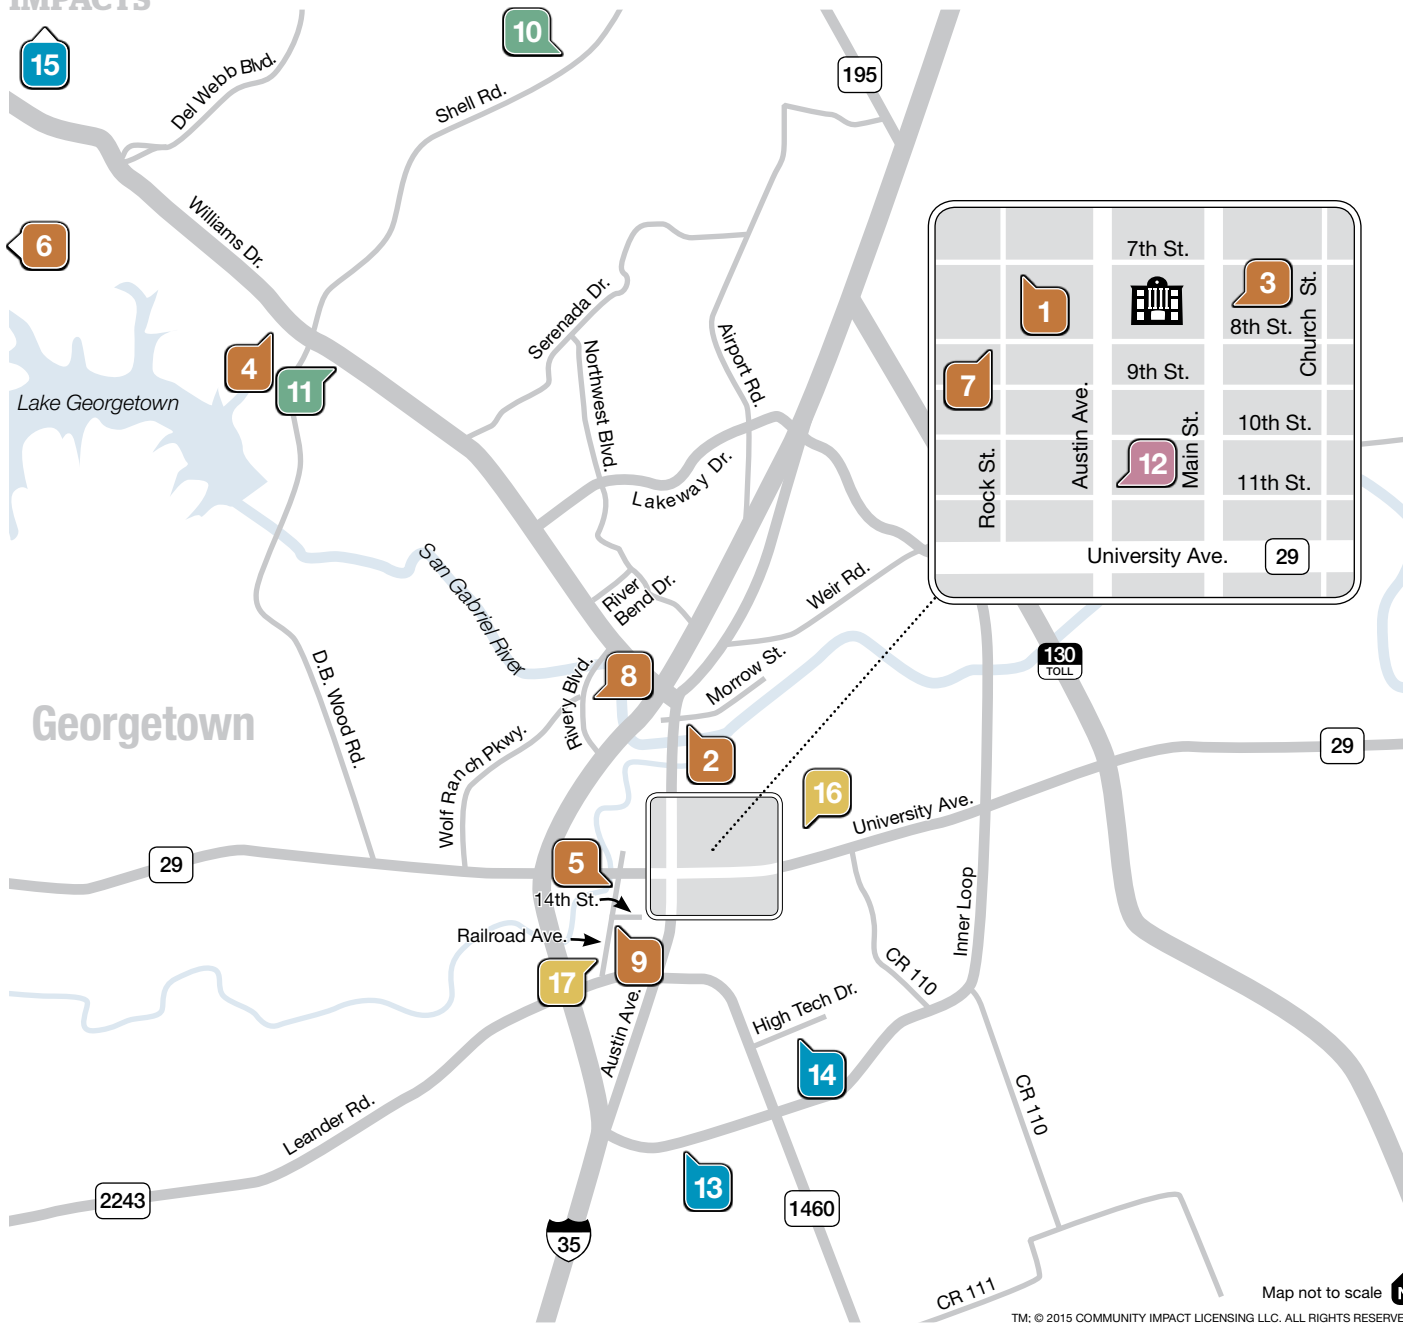 IMPACTS
15
10
195
Del Webb Blvd.
Shell Rd.
6
Williams Dr.
7th St.
3
1
8th St.
Church St.
Serenada Dr.
Northwest Blvd.
Airport Rd.
4
11
7
9th St.
Austin Ave.
Lake Georgetown
10th St.
12
Main St.
Rock St.
11th St.
Lakeway Dr.
University Ave.
29
San Gabriel River
River
Bend Dr.
Weir Rd.
130
TOLL
8
Morrow St.
D.B. Wood Rd.
Rivery Blvd.
Georgetown
Wolf Ranch Pkwy.
2
29
16
University Ave.
29
5
14th St.
Inner Loop
Railroad Ave.
9
17
CR 110
Austin Ave.
High Tech Dr.
14
CR 110
Leander Rd.
13
2243
1460
35
CR 111
Map not to scale
N
TM; © 2015 COMMUNITY IMPACT LICENSING LLC. ALL RIGHTS RESERVE